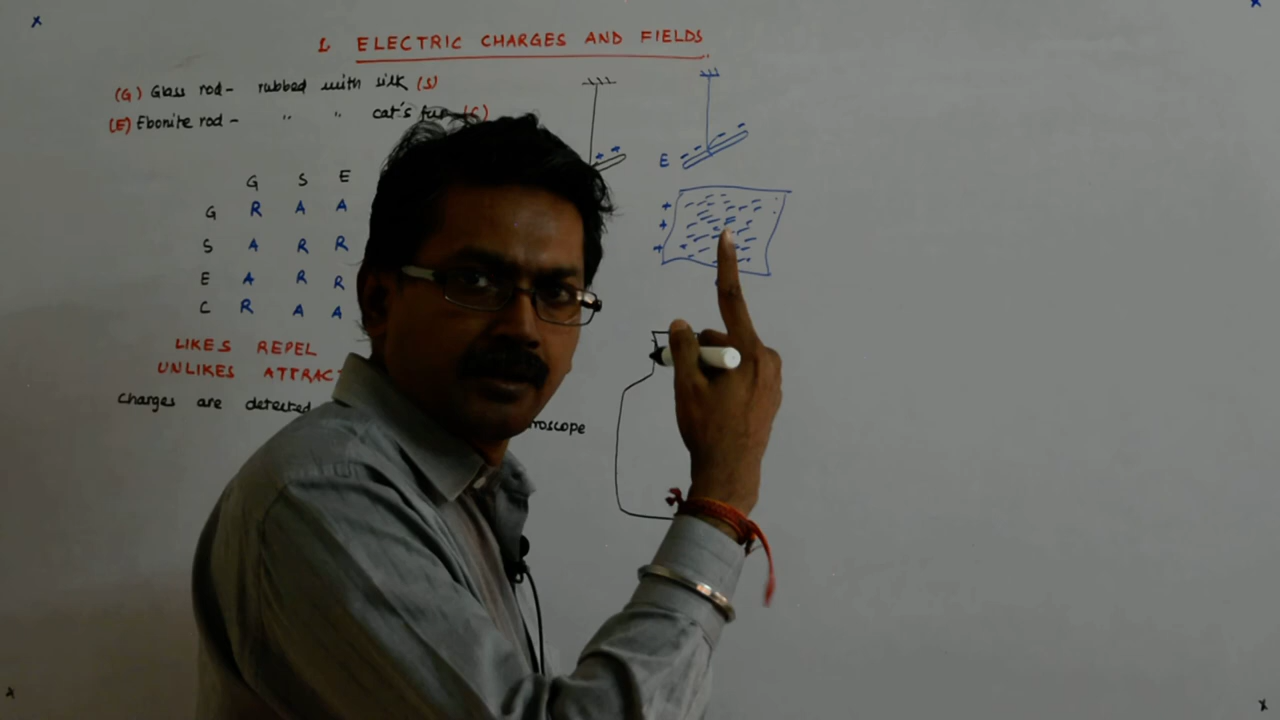 1. ELECTRIC CHARGES AND FIELDS
(G) Glass rod - rubbed with silk (S)
(E) Ebonite rod - " " cat's fur (C)
G S E
G R A A
S A R R
E A R R
C R A A
LIKES REPEL
UNLIKES ATTRAC
Charges are detected
roscope
E